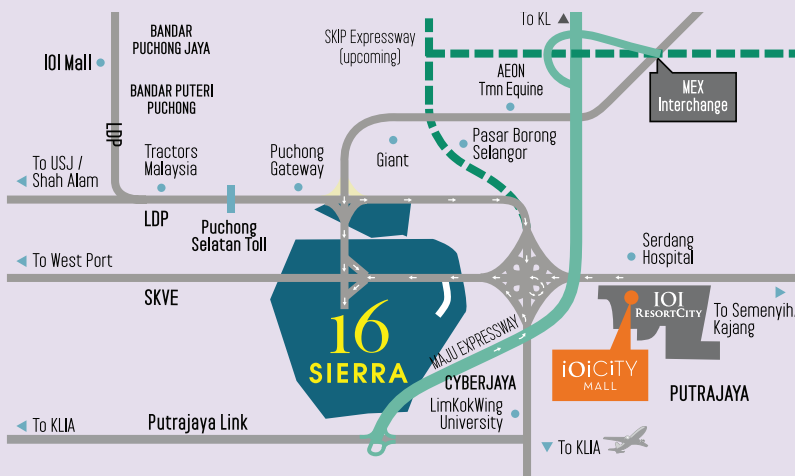 To KL
BANDAR
PUCHONG JAYA
SKIP Expressway
(upcoming)
IOI Mall
AEON
Tmn Equine
BANDAR PUTERI
PUCHONG
MEX
Interchange
LDP
Pasar Borong
Selangor
To USJ /
Shah Alam
Tractors
Malaysia
Puchong
Gateway
Giant
LDP
Puchong
Selatan Toll
Serdang
Hospital
To West Port
SKVE
IOI
RESORTCITY
To Semenyih,
Kajang
16
SIERRA
MAJU EXPRESSWAY
iOiCiTY
MALL
CYBERJAYA
PUTRAJAYA
LimKokWing
University
To KLIA
Putrajaya Link
To KLIA